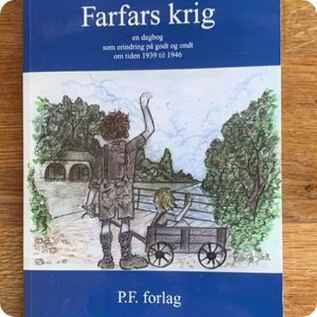 Farfars krig
en dagbog
som erindring på godt og ondt
om tiden 1939 til 1946
P.F. forlag